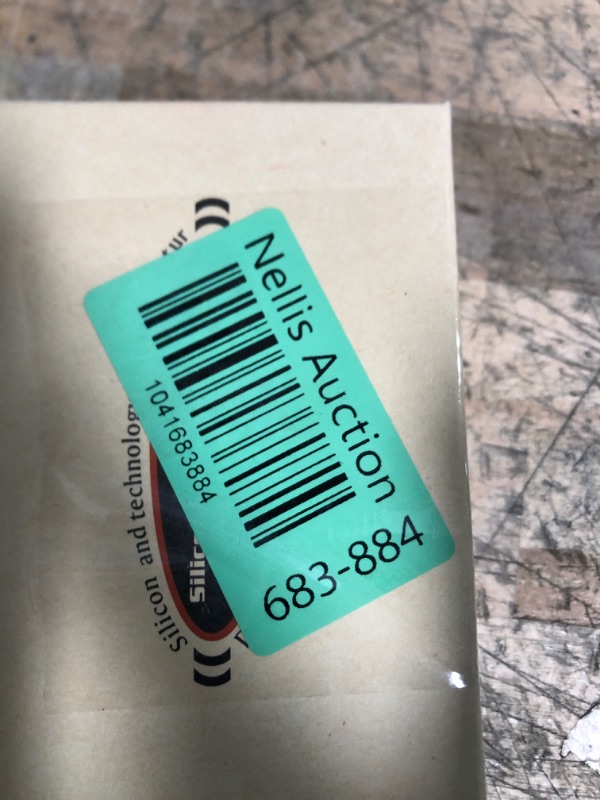 Nellis Auction
1041683884
683-884
Silicon and technology